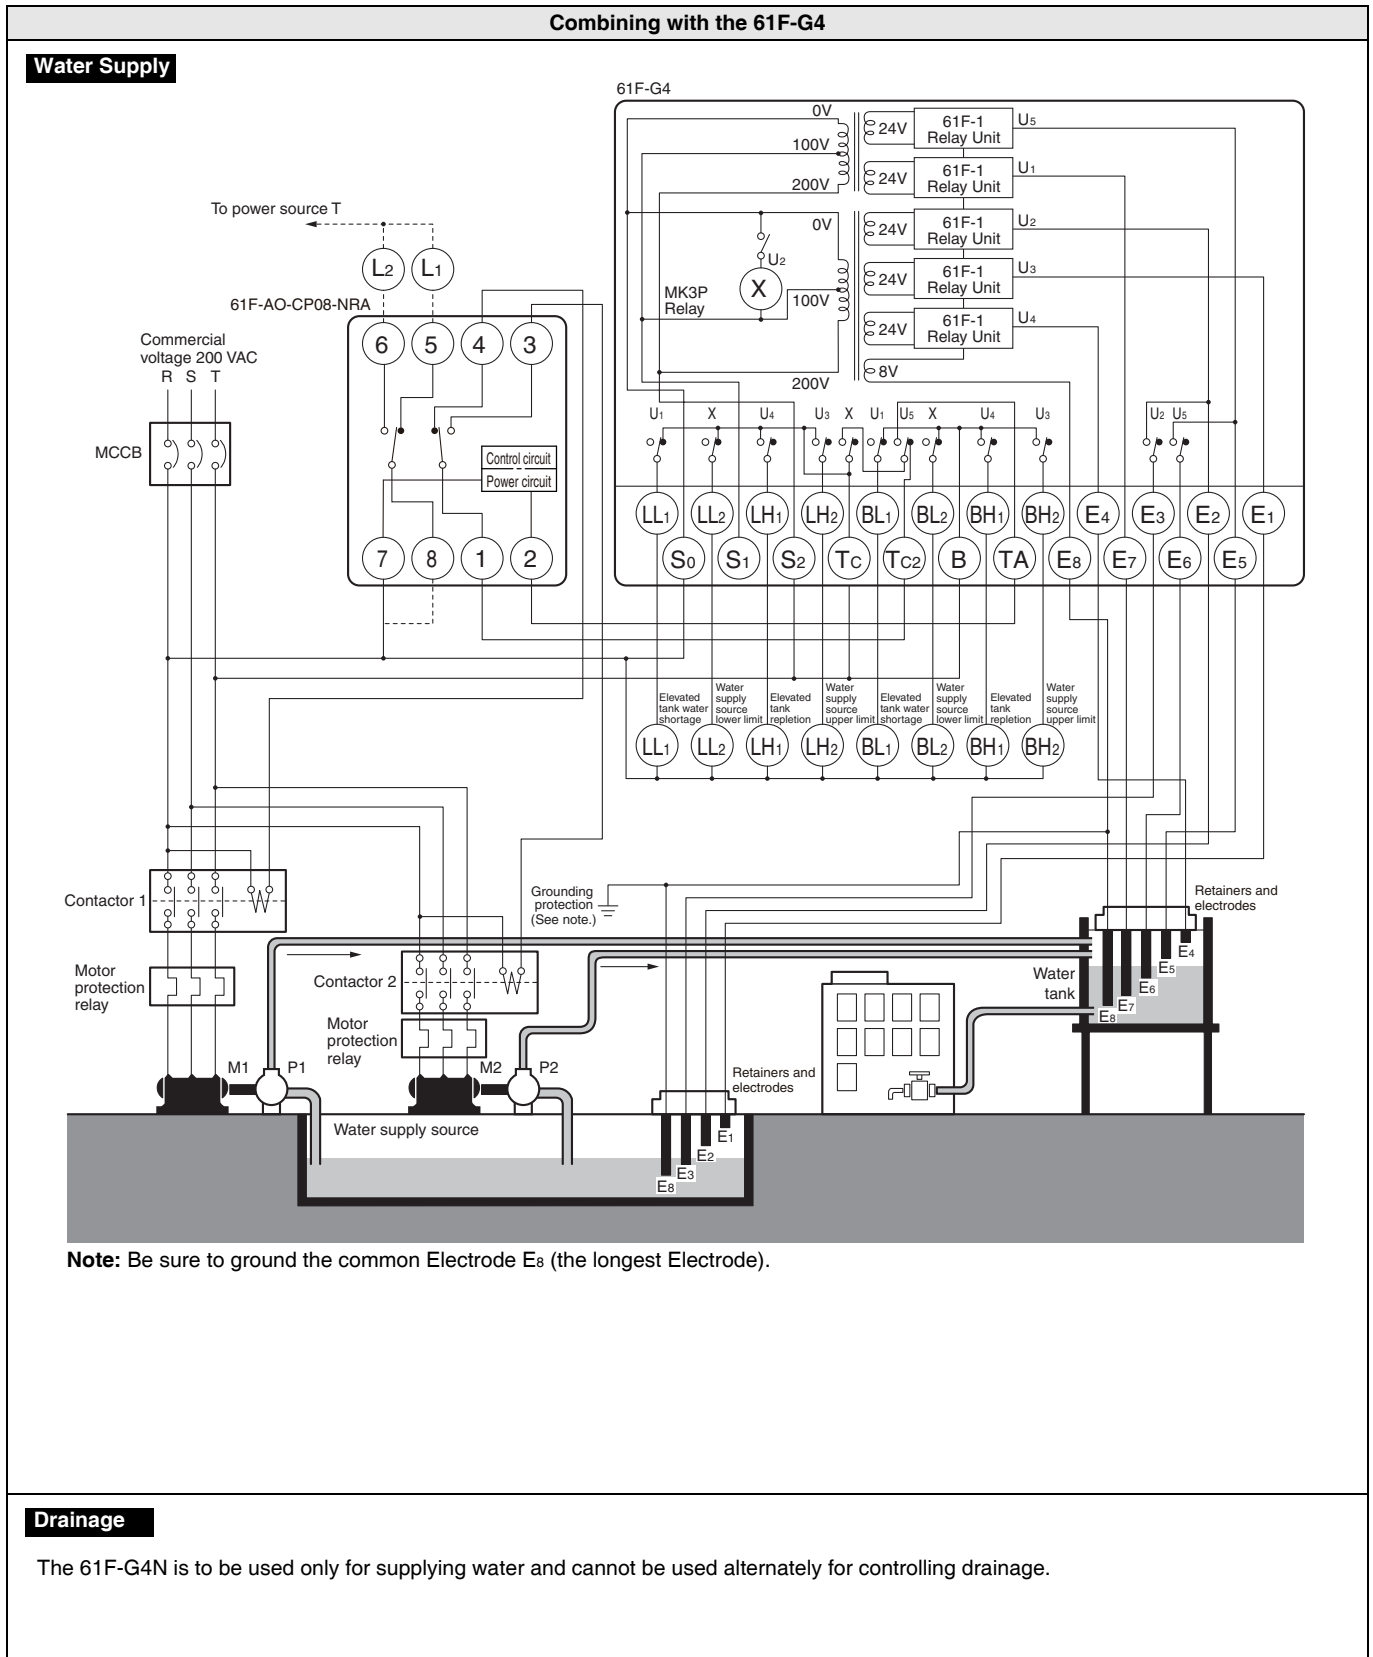 Combining with the 61F-G4
Water Supply
61F-G4
0V
100V
200V
24V
61F-1
Relay Unit
U5
24V
61F-1
Relay Unit
U1
To power source T
0V
24V
61F-1
Relay Unit
U2
L2
L1
U2
X
MK3P
Relay
100V
24V
61F-1
Relay Unit
U3
24V
61F-1
Relay Unit
U4
200V
8V
61F-AO-CP08-NRA
6
5
4
3
Commercial
voltage 200 VAC
R S T
MCCB
Control circuit
Power circuit
7
8
1
2
U1 X U4 U3 X U1 U5 X U4 U3 U2 U5
LL1 LL2 LH1 LH2 BL1 BL2 BH1 BH2 E4 E3 E2 E1
S0 S1 S2 TC TC2 B TA E8 E7 E6 E5
Elevated
tank water
shortage
Water
supply
source
lower limit
Elevated
tank
repletion
Water
supply
source
upper limit
Elevated
tank water
shortage
Water
supply
source
lower limit
Elevated
tank
repletion
Water
supply
source
upper limit
LL1 LL2 LH1 LH2 BL1 BL2 BH1 BH2
Contactor 1
Grounding
protection
(See note.)
Retainers and
electrodes
E4
E5
E6
E7
E8
Water
tank
Motor
protection
relay
Contactor 2
Motor
protection
relay
M1 P1
M2 P2
Retainers and
electrodes
Water supply source
E1
E2
E3
E8
Note: Be sure to ground the common Electrode E8 (the longest Electrode).
Drainage
The 61F-G4N is to be used only for supplying water and cannot be used alternately for controlling drainage.